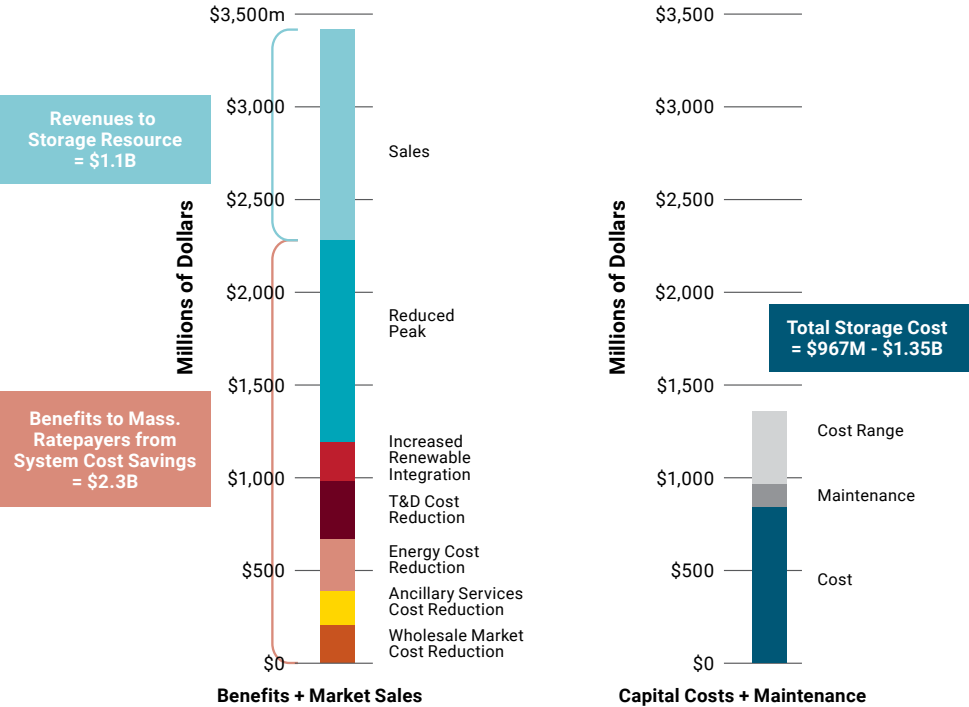 $3,500m
$3,000
$2,500
$2,000
$1,500
$1,000
$500
$0
Millions of Dollars
Revenues to
Storage Resource
= $1.1B
Benefits to Mass.
Ratepayers from
System Cost Savings
= $2.3B
Sales
Reduced
Peak
Increased
Renewable
Integration
T&D Cost
Reduction
Energy Cost
Reduction
Ancillary Services
Cost Reduction
Wholesale Market
Cost Reduction
Benefits + Market Sales
$3,500
$3,000
$2,500
$2,000
$1,500
$1,000
$500
$0
Millions of Dollars
Total Storage Cost
= $967M - $1.35B
Cost Range
Maintenance
Cost
Capital Costs + Maintenance